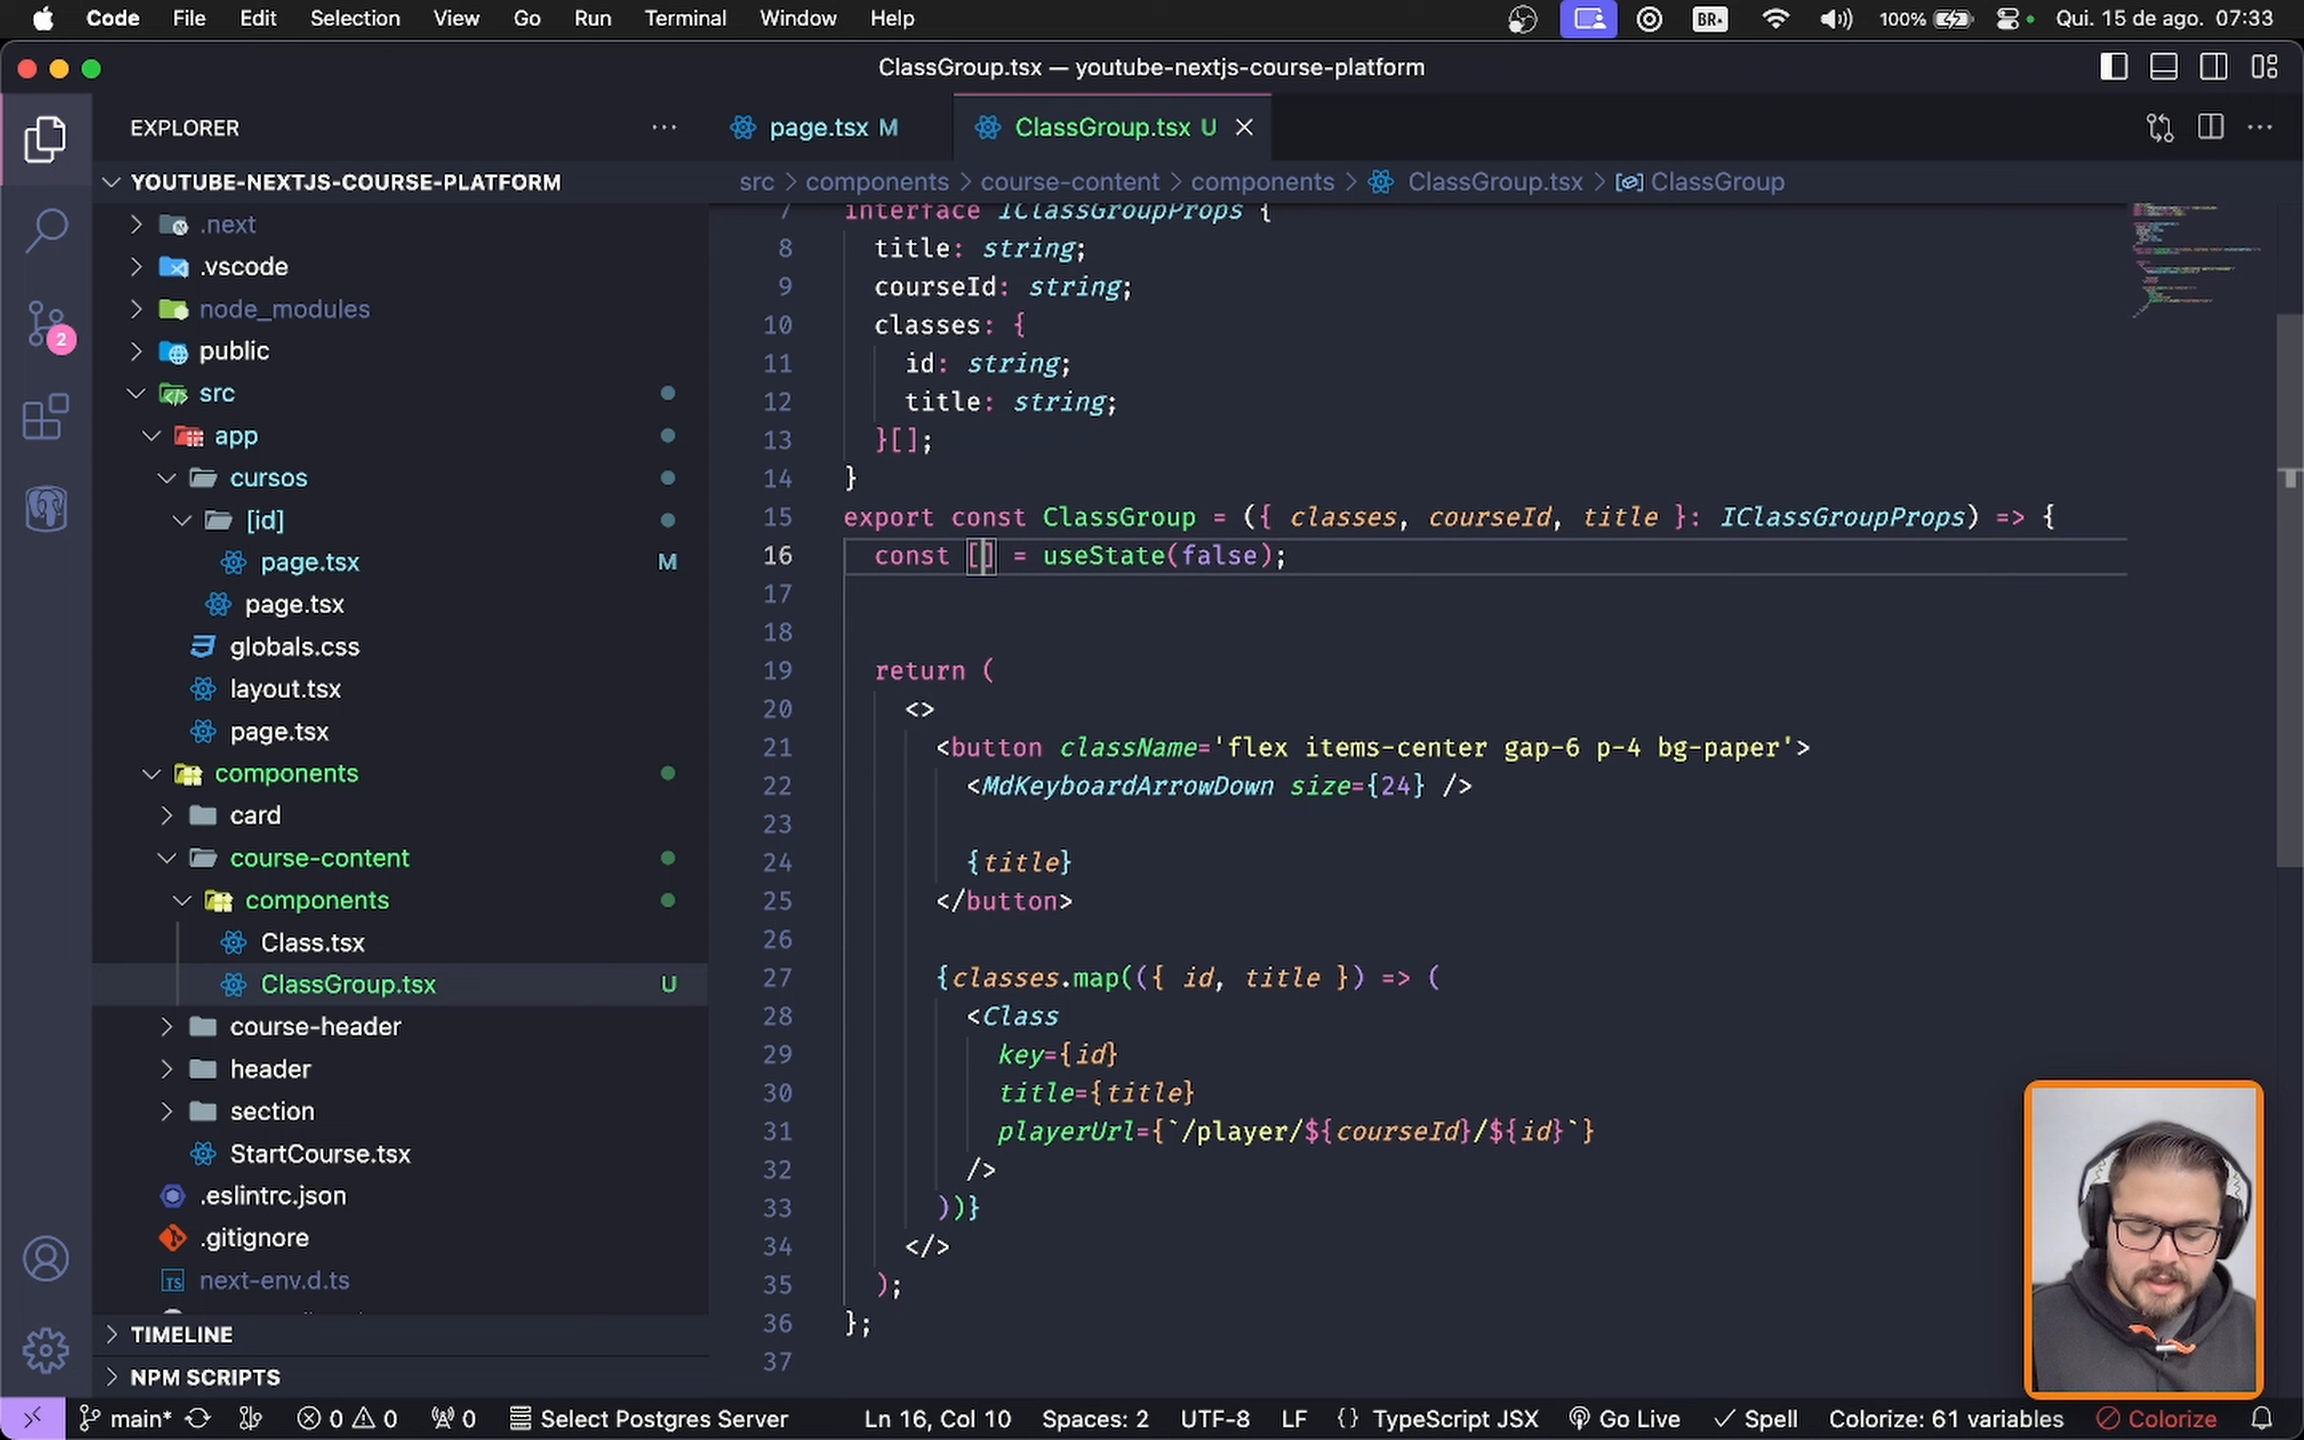 Code File Edit Selection View Go Run Terminal Window Help BR 100% Qui. 15 de ago. 07:33
ClassGroup.tsx — youtube-nextjs-course-platform
EXPLORER
page.tsx M
ClassGroup.tsx U
YOUTUBE-NEXTJS-COURSE-PLATFORM
.next
.vscode
node_modules
public
src
app
cursos
[id]
page.tsx M
page.tsx
globals.css
layout.tsx
page.tsx
components
card
course-content
components
Class.tsx
ClassGroup.tsx U
course-header
header
section
StartCourse.tsx
.eslintrc.json
.gitignore
next-env.d.ts
TIMELINE
NPM SCRIPTS
2
src > components > course-content > components > ClassGroup.tsx > ClassGroup
7 interface IClassGroupProps {
8 title: string;
9 courseId: string;
10 classes: {
11 id: string;
12 title: string;
13 }[];
14 }
15 export const ClassGroup = ({ classes, courseId, title }: IClassGroupProps) => {
16 const [] = useState(false);
17
18
19 return (
20 <>
21 <button className='flex items-center gap-6 p-4 bg-paper'>
22 <MdKeyboardArrowDown size={24} />
23
24 {title}
25 </button>
26
27 {classes.map(({ id, title }) => (
28 <Class
29 key={id}
30 title={title}
31 playerUrl={`/player/${courseId}/${id}`}
32 />
33 ))}
34 </>
35 );
36 };
37
main* 0 0 0 Select Postgres Server Ln 16, Col 10 Spaces: 2 UTF-8 LF {} TypeScript JSX Go Live Spell Colorize: 61 variables Colorize